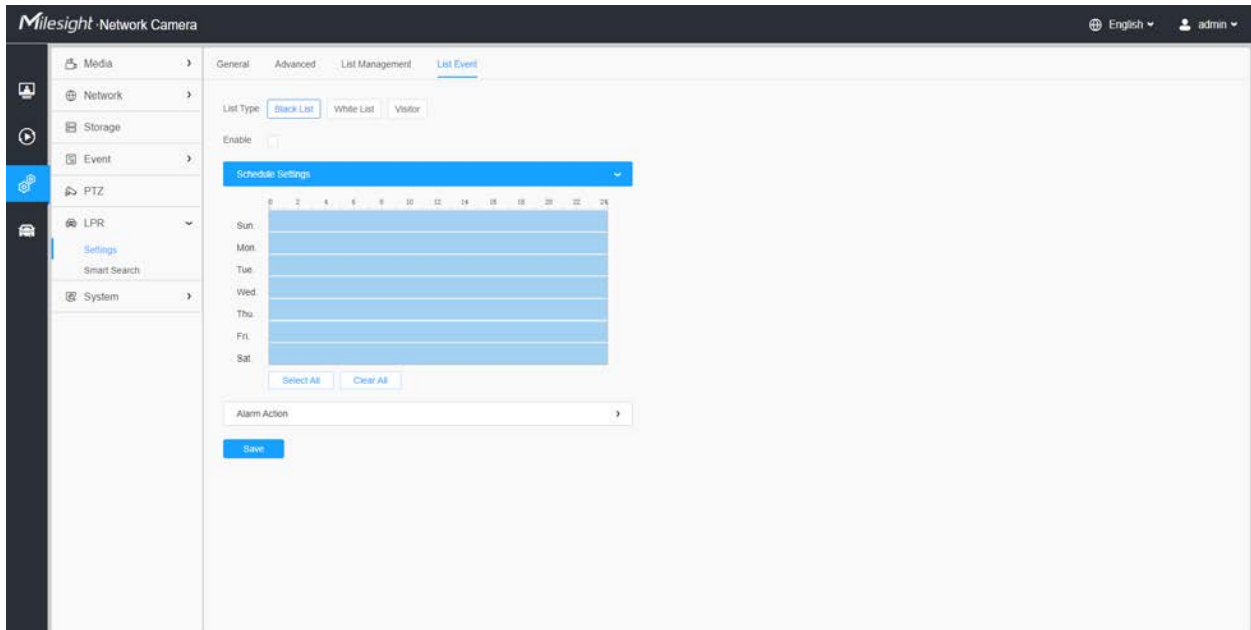 Milesight · Network Camera
English
admin
Media
Network
Storage
Event
PTZ
LPR
Settings
Smart Search
System
General Advanced List Management List Event
List Type Black List White List Visitor
Enable
Schedule Settings
0 2 4 6 8 10 12 14 16 18 20 22 24
Sun.
Mon.
Tue.
Wed.
Thu.
Fri.
Sat.
Select All Clear All
Alarm Action
Save